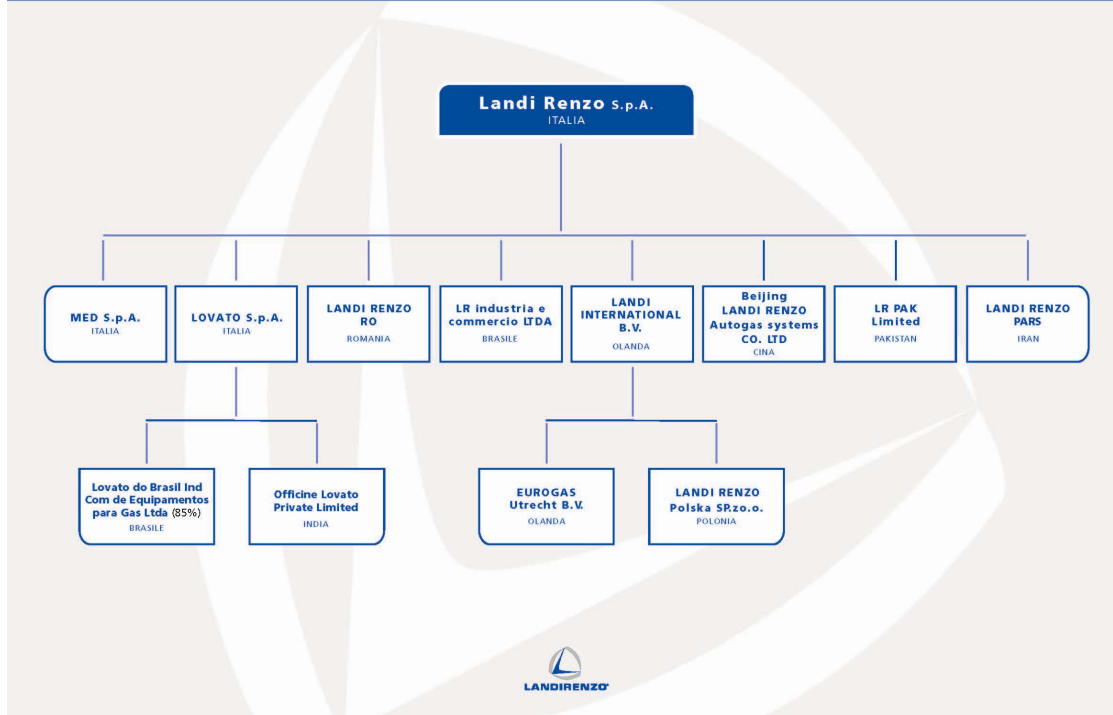 Landi Renzo S.p.A.
ITALIA
MED S.p.A.
ITALIA
LOVATO S.p.A.
ITALIA
LANDI RENZO
RO
ROMANIA
LR industria e
commercio LTDA
BRASILE
LANDI
INTERNATIONAL
B.V.
OLANDA
Beijing
LANDI RENZO
Autogas systems
CO. LTD
CINA
LR PAK
Limited
PAKISTAN
LANDI RENZO
PARS
IRAN
Lovato do Brasil Ind
Com de Equipamentos
para Gas Ltda (85%)
BRASILE
Officine Lovato
Private Limited
INDIA
EUROGAS
Utrecht B.V.
OLANDA
LANDI RENZO
Polska SP.zo.o.
POLONIA
LANDIRENZO